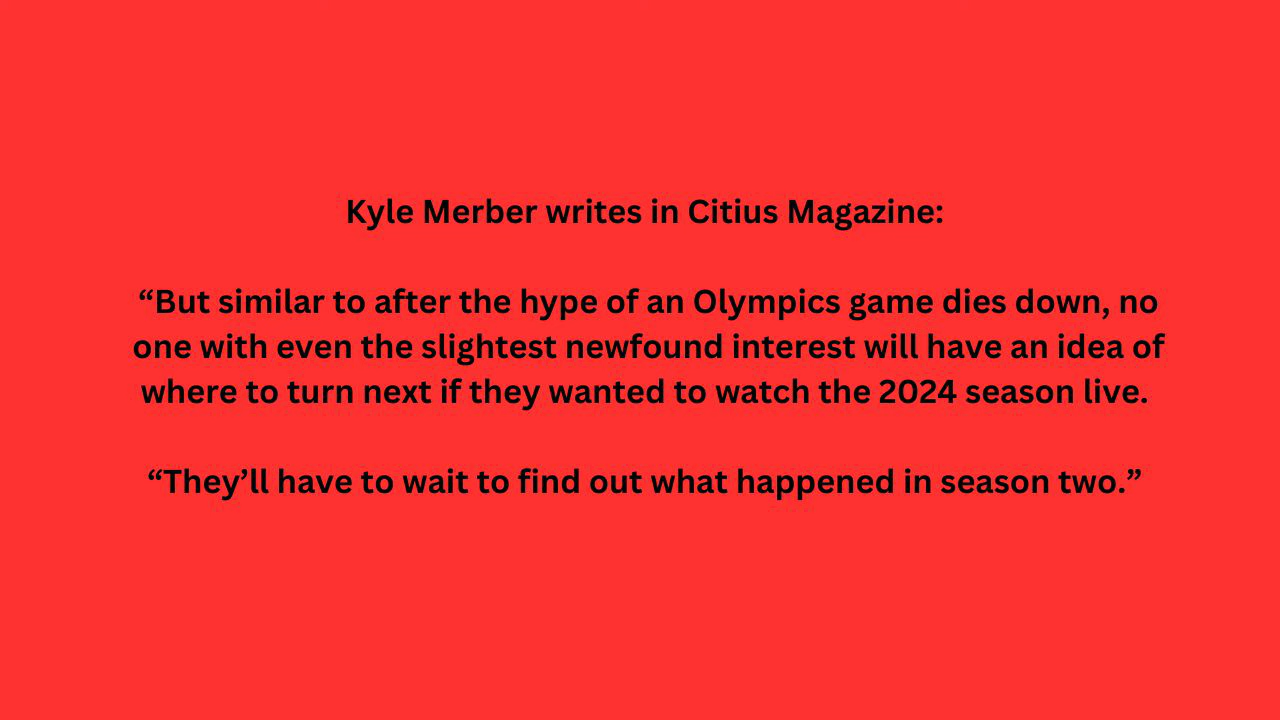 Kyle Merber writes in Citius Magazine:
“But similar to after the hype of an Olympics game dies down, no
one with even the slightest newfound interest will have an idea of
where to turn next if they wanted to watch the 2024 season live.
“They’ll have to wait to find out what happened in season two.”